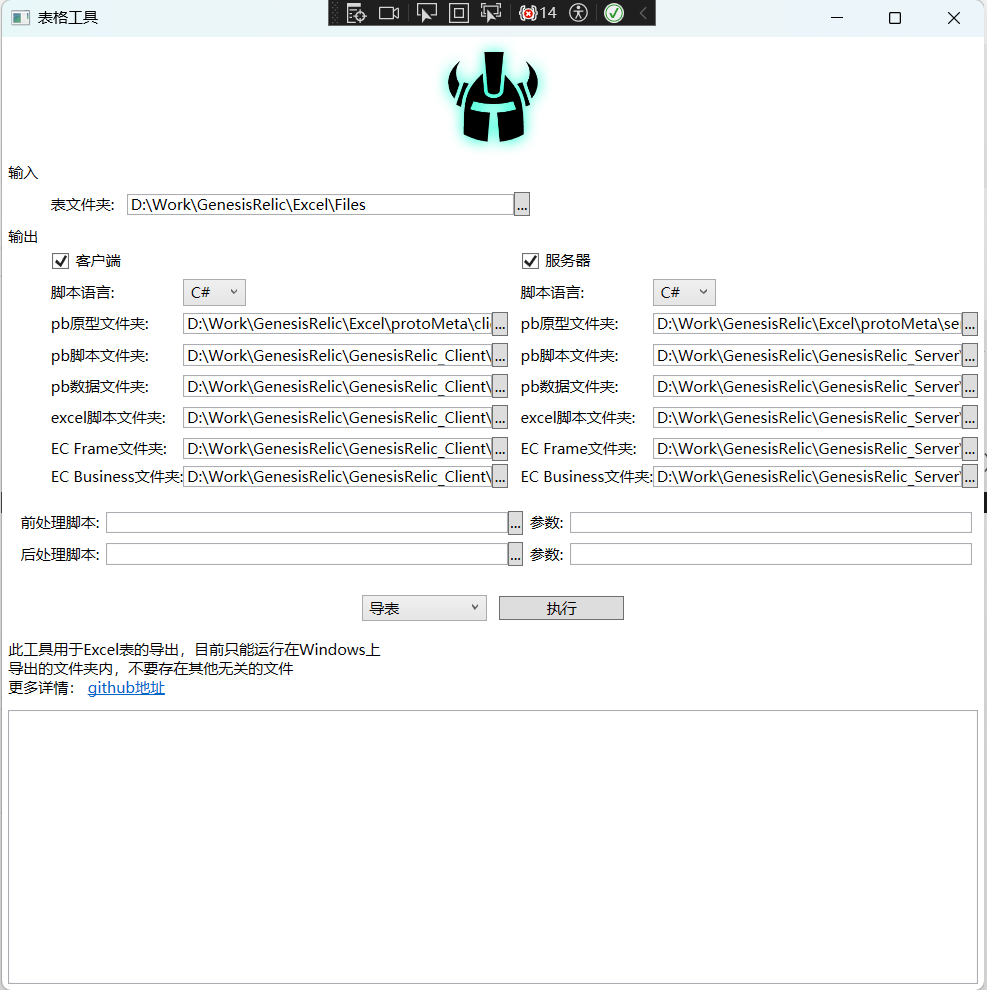 表格工具
14
输入
表文件夹: D:\Work\GenesisRelic\Excel\Files ...
输出
客户端 服务器
脚本语言: C# 脚本语言: C#
pb原型文件夹: D:\Work\GenesisRelic\Excel\protoMeta\cli ... pb原型文件夹: D:\Work\GenesisRelic\Excel\protoMeta\se ...
pb脚本文件夹: D:\Work\GenesisRelic\GenesisRelic_Client\ ... pb脚本文件夹: D:\Work\GenesisRelic\GenesisRelic_Server\ ...
pb数据文件夹: D:\Work\GenesisRelic\GenesisRelic_Client\ ... pb数据文件夹: D:\Work\GenesisRelic\GenesisRelic_Server\ ...
excel脚本文件夹: D:\Work\GenesisRelic\GenesisRelic_Client\ ... excel脚本文件夹: D:\Work\GenesisRelic\GenesisRelic_Server\ ...
EC Frame文件夹: D:\Work\GenesisRelic\GenesisRelic_Client\ ... EC Frame文件夹: D:\Work\GenesisRelic\GenesisRelic_Server\ ...
EC Business文件夹: D:\Work\GenesisRelic\GenesisRelic_Client\ ... EC Business文件夹: D:\Work\GenesisRelic\GenesisRelic_Server\ ...
前处理脚本: ... 参数:
后处理脚本: ... 参数:
导表 执行
此工具用于Excel表的导出，目前只能运行在Windows上
导出的文件夹内，不要存在其他无关的文件
更多详情： github地址